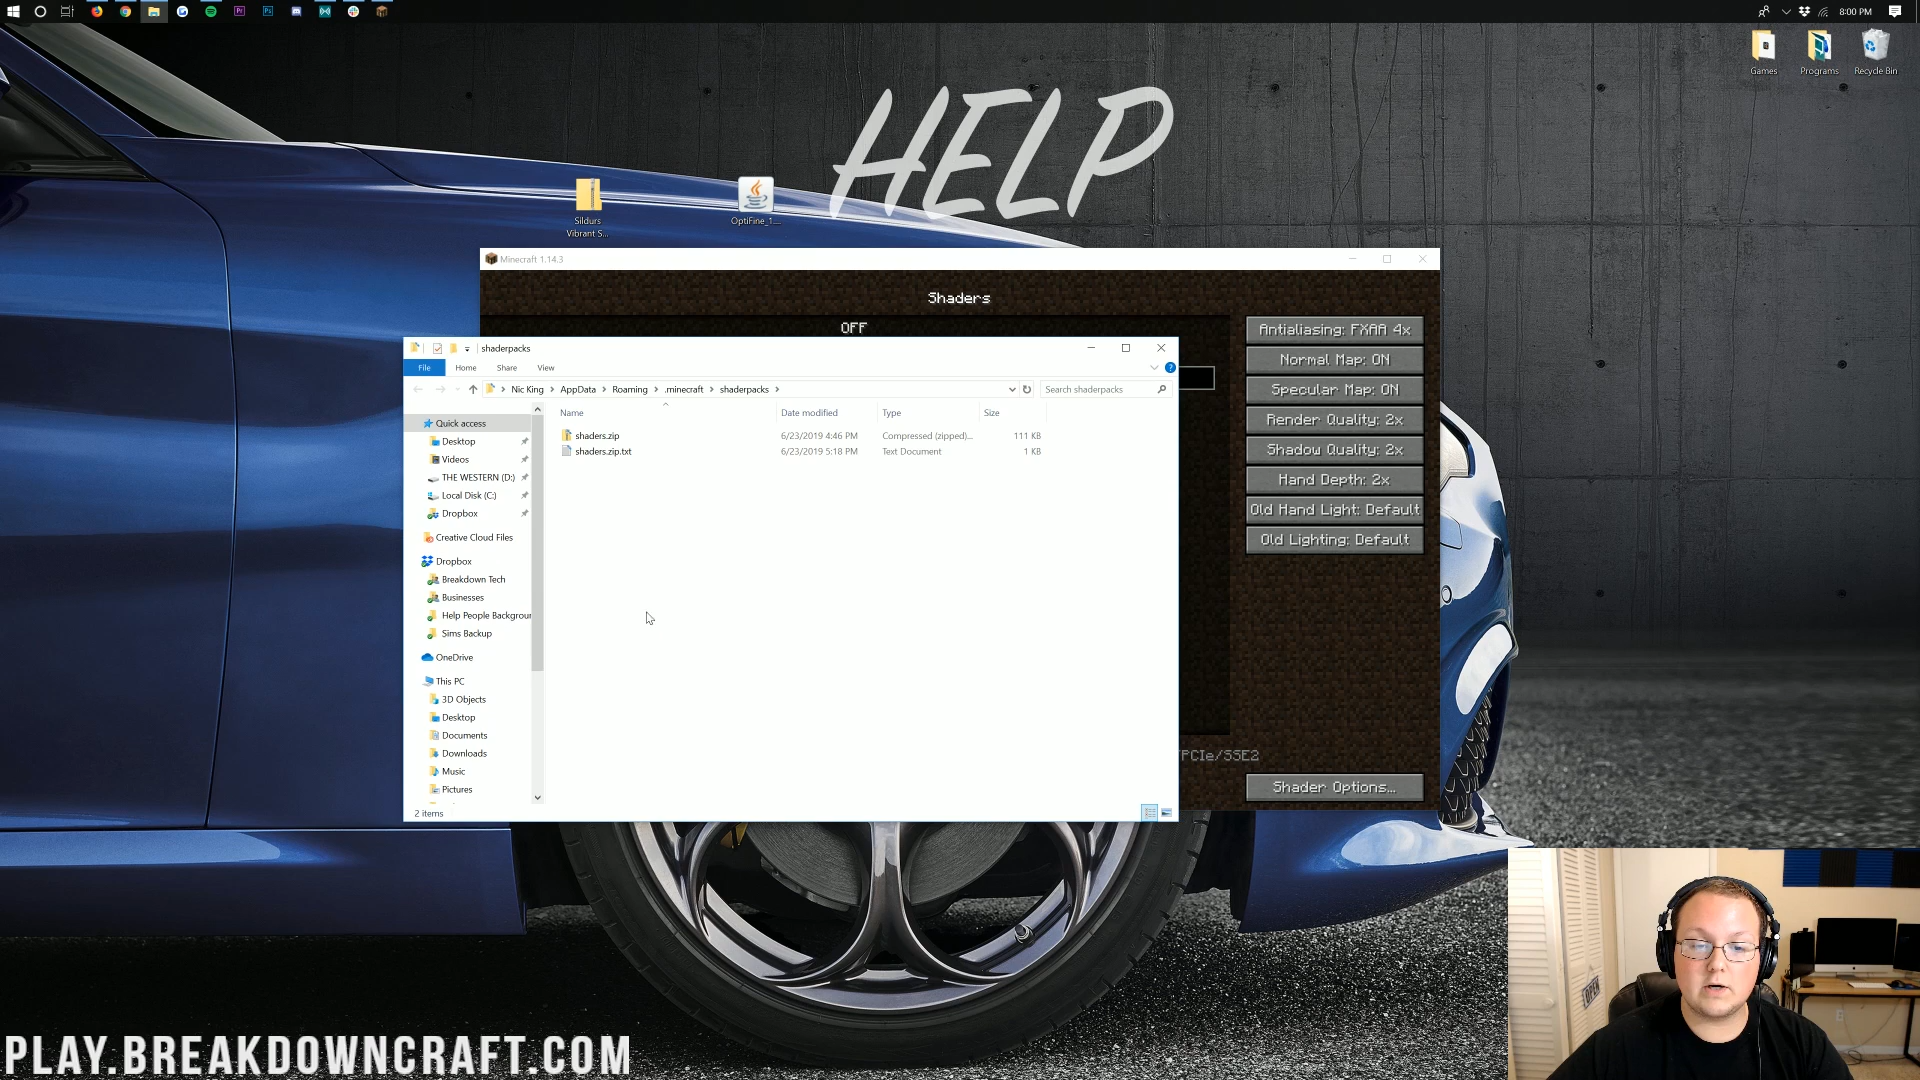 8:00 PM
Games
Programs
Recycle Bin
HELP
Sildurs
Vibrant S...
OptiFine_1....
Minecraft 1.14.3
Shaders
OFF
Antialiasing: FXAA 4x
Normal Map: ON
Specular Map: ON
Render Quality: 2x
Shadow Quality: 2x
Hand Depth: 2x
Old Hand Light: Default
Old Lighting: Default
PCIe/SSE2
Shader Options...
shaderpacks
File
Home
Share
View
Nic King
AppData
Roaming
.minecraft
shaderpacks
Search shaderpacks
Name
Date modified
Type
Size
shaders.zip
6/23/2019 4:46 PM
Compressed (zipped)...
111 KB
shaders.zip.txt
6/23/2019 5:18 PM
Text Document
1 KB
Quick access
Desktop
Videos
THE WESTERN (D:)
Local Disk (C:)
Dropbox
Creative Cloud Files
Dropbox
Breakdown Tech
Businesses
Help People Backgroun
Sims Backup
OneDrive
This PC
3D Objects
Desktop
Documents
Downloads
Music
Pictures
2 items
OPEN
PLAY.BREAKDOWNCRAFT.COM